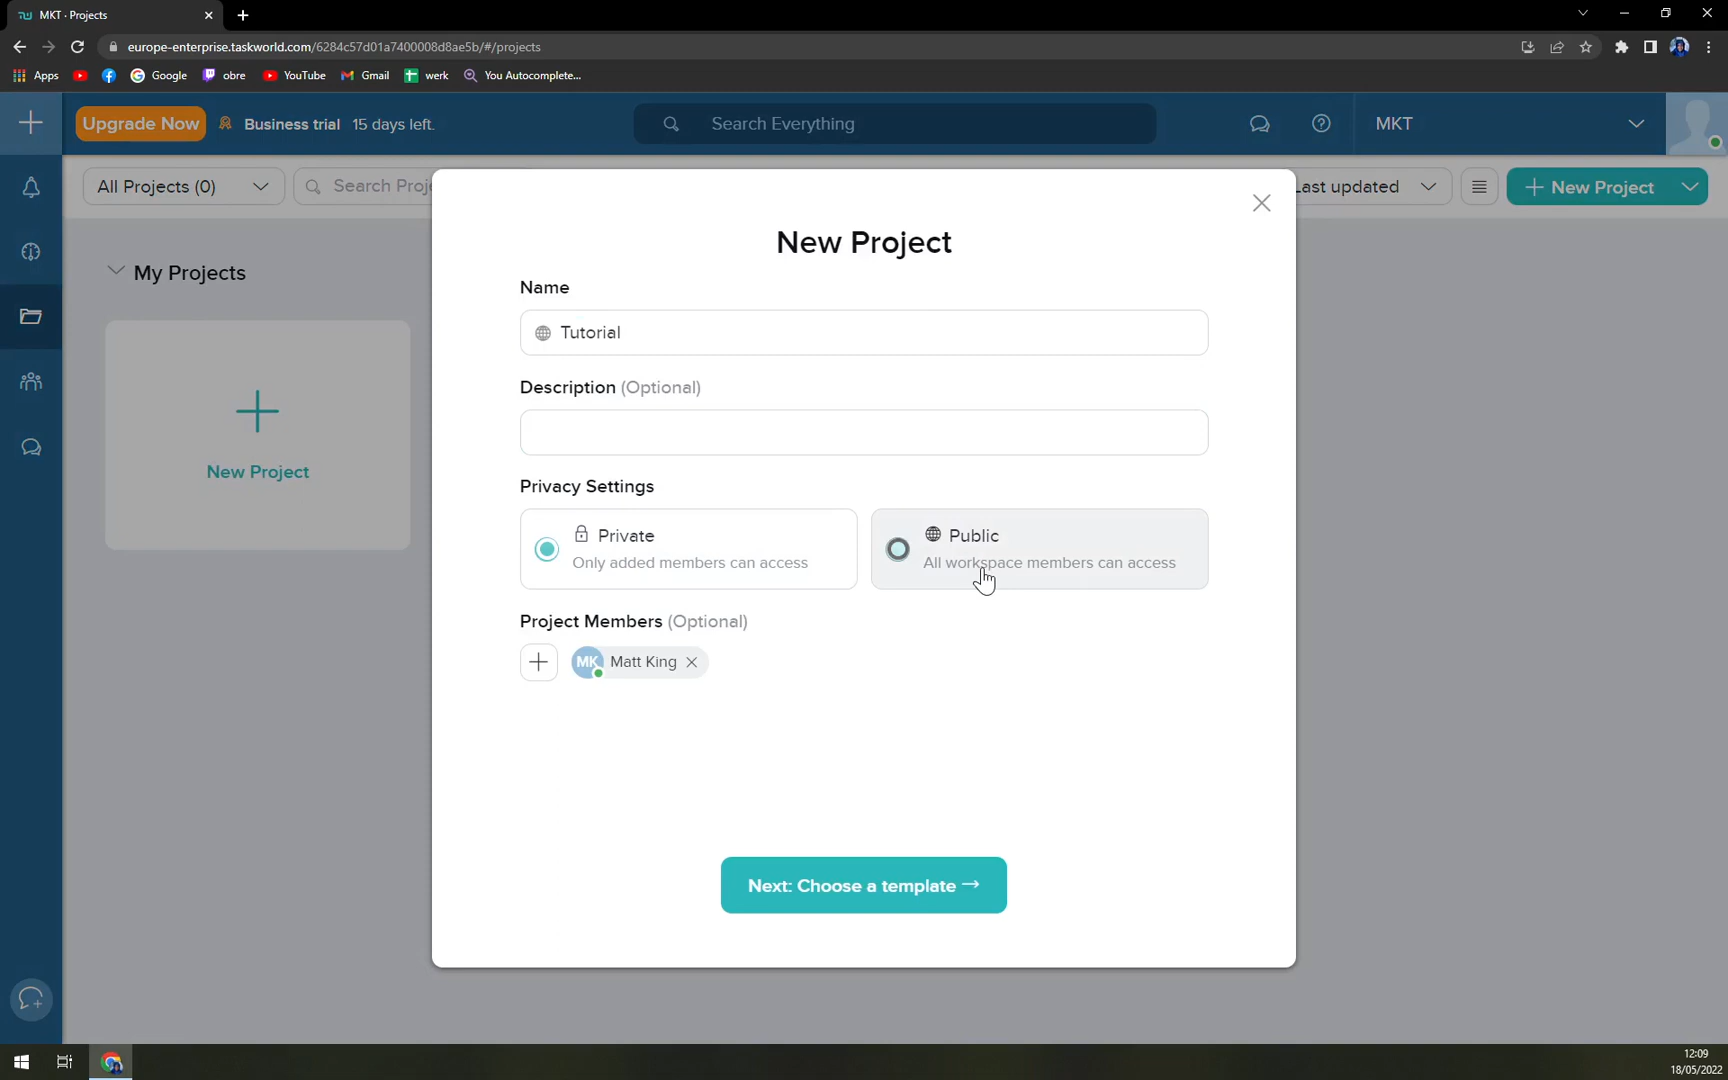 MKT - Projects
europe-enterprise.taskworld.com/6284c57d01a7400008d8ae5b/#/projects
Apps
Google
obre
YouTube
Gmail
werk
You Autocomplete...
Upgrade Now
Business trial 15 days left.
Search Everything
MKT
All Projects (0)
Search Proj
Last updated
New Project
My Projects
New Project
New Project
Name
Tutorial
Description (Optional)
Privacy Settings
Private
Only added members can access
Public
All workspace members can access
Project Members (Optional)
MK Matt King
Next: Choose a template →
12:09
18/05/2022